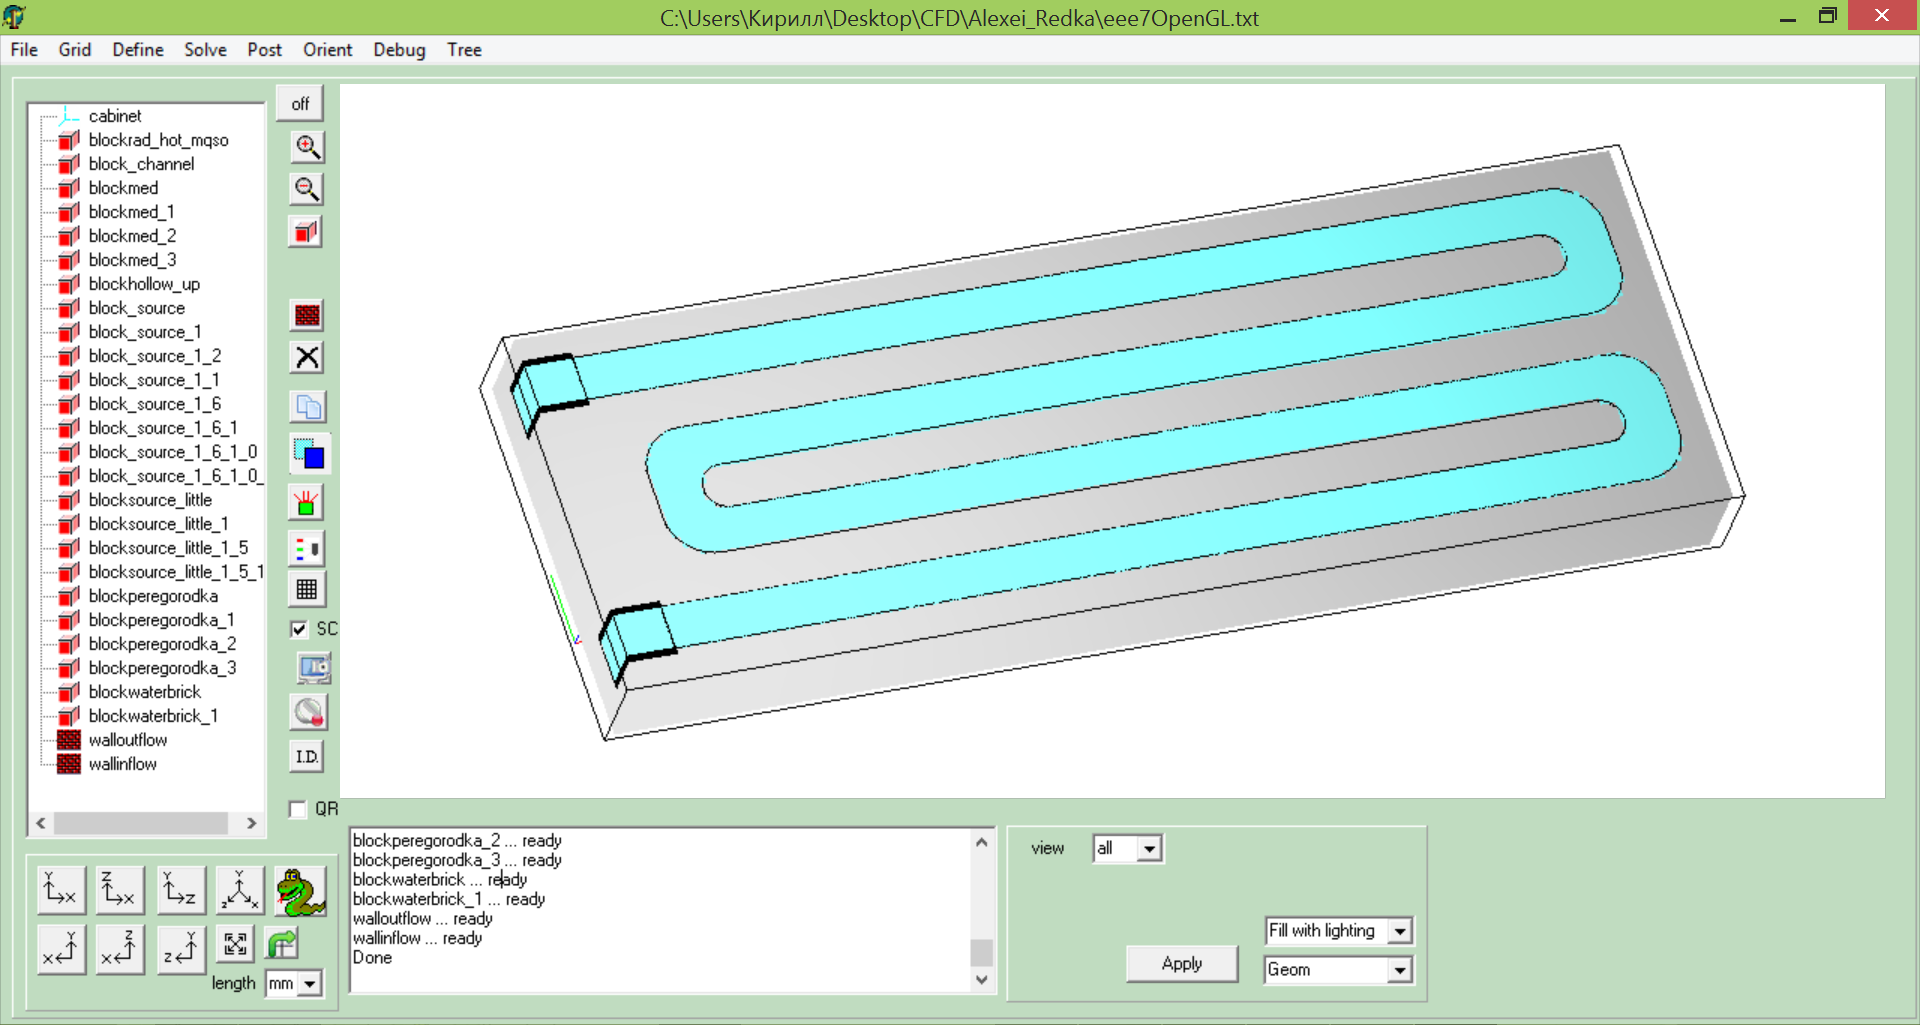 C:\Users\Кирилл\Desktop\CFD\Alexei_Redka\eee7OpenGL.txt
File Grid Define Solve Post Orient Debug Tree
cabinet
blockrad_hot_mqso
block_channel
blockmed
blockmed_1
blockmed_2
blockmed_3
blockhollow_up
block_source
block_source_1
block_source_1_2
block_source_1_1
block_source_1_6
block_source_1_6_1
block_source_1_6_1_0
block_source_1_6_1_0_
blocksource_little
blocksource_little_1
blocksource_little_1_5
blocksource_little_1_5_1
blockperegorodka
blockperegorodka_1
blockperegorodka_2
blockperegorodka_3
blockwaterbrick
blockwaterbrick_1
walloutflow
wallinflow
off
SC
I.D.
QR
Y X
Z X
Y Z
Y Z X
Y X
Z X
Y Z
length mm
blockperegorodka_2 ... ready
blockperegorodka_3 ... ready
blockwaterbrick ... ready
blockwaterbrick_1 ... ready
walloutflow ... ready
wallinflow ... ready
Done
view all
Fill with lighting
Apply
Geom